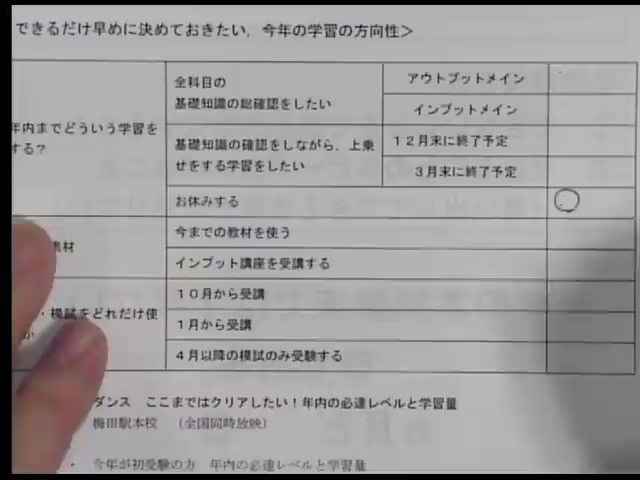 できるだけ早めに決めておきたい，今年の学習の方向性＞
年内までどういう学習を
する？
全科目の
基礎知識の総確認をしたい
アウトプットメイン
インプットメイン
基礎知識の確認をしながら，上乗
せをする学習をしたい
１２月末に終了予定
３月末に終了予定
お休みする
素材
今までの教材を使う
インプット講座を受講する
・模試をどれだけ使
か
１０月から受講
１月から受講
４月以降の模試のみ受験する
ダンス　ここまではクリアしたい！年内の必達レベルと学習量
梅田駅本校　（全国同時放映）
・　今年が初受験の方　年内の必達レベルと学習量